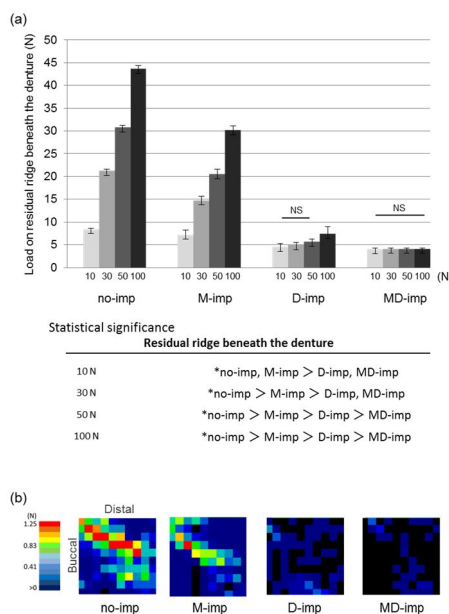 (a)
Load on residual ridge beneath the denture (N)
50
45
40
35
30
25
20
15
10
5
0
NS
NS
10 30 50 100 10 30 50 100 10 30 50 100 10 30 50 100 (N
no-imp M-imp D-imp MD-imp
Statistical significance
Residual ridge beneath the denture
10 N *no-imp, M-imp > D-imp, MD-imp
30 N *no-imp > M-imp > D-imp, MD-imp
50 N *no-imp > M-imp > D-imp > MD-imp
100 N *no-imp > M-imp > D-imp > MD-imp
(b)
(N)
1.25
0.83
0.41
>0
Distal
Buccal
no-imp M-imp D-imp MD-imp